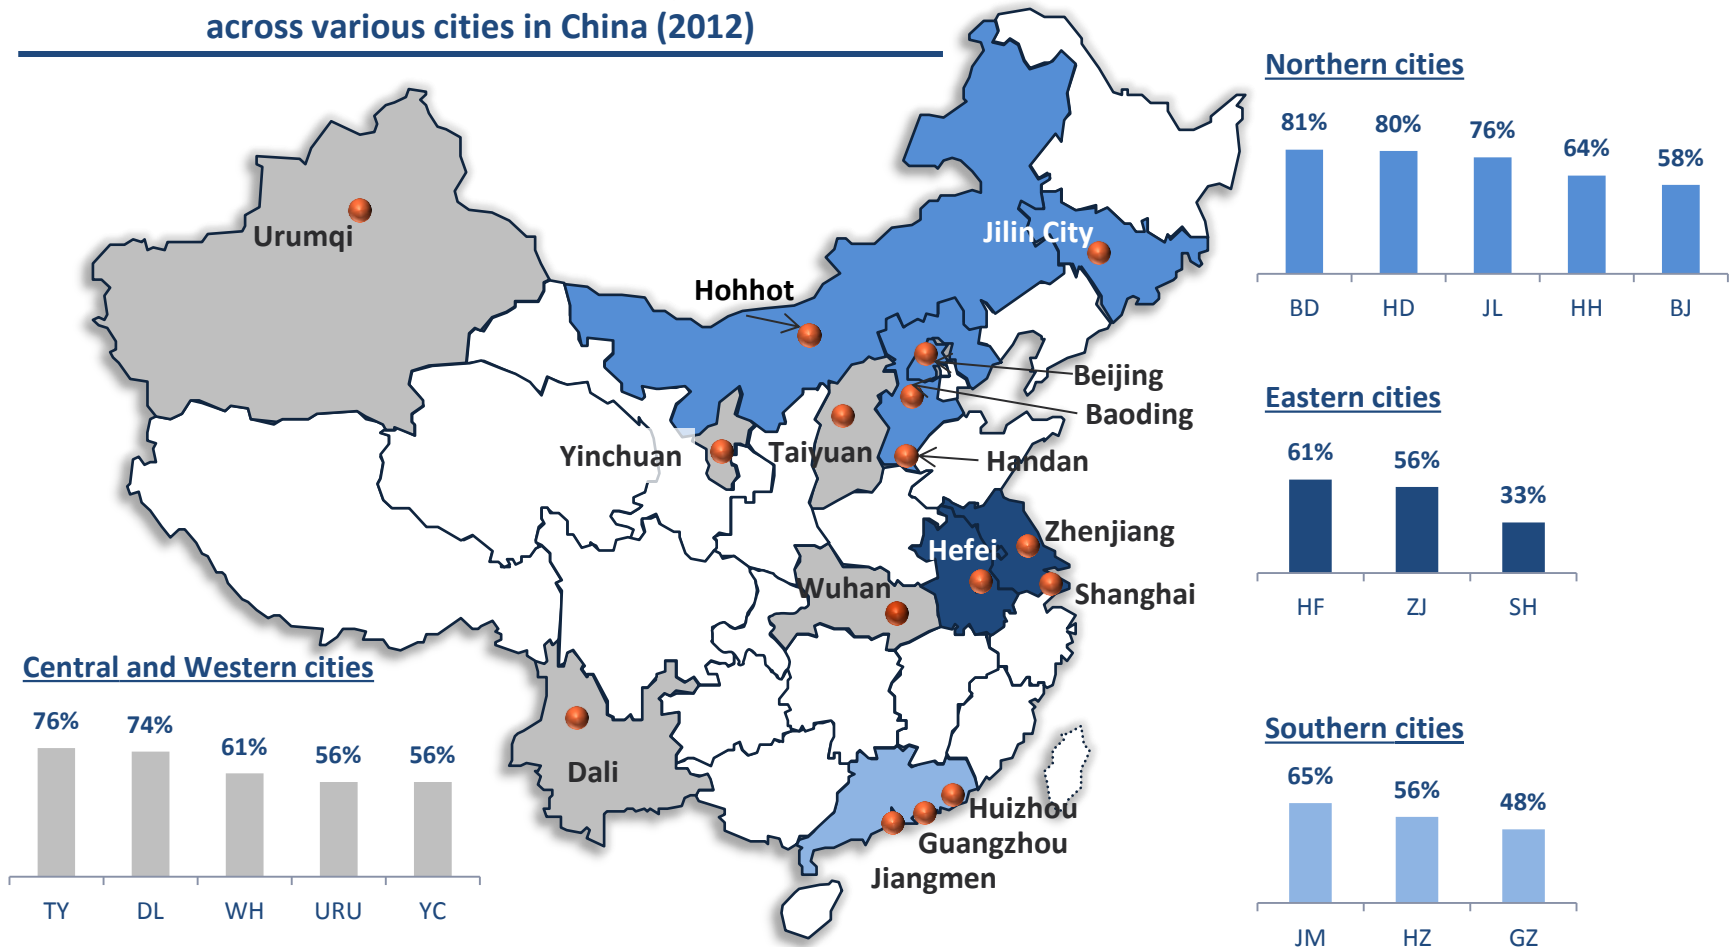 across various cities in China (2012)
Northern cities
81% 80% 76% 64% 58%
BD HD JL HH BJ
Urumqi
Jilin City
Hohhot
Beijing
Baoding
Yinchuan
Taiyuan
Handan
Eastern cities
61% 56% 33%
HF ZJ SH
Zhenjiang
Hefei
Wuhan
Shanghai
Central and Western cities
76% 74% 61% 56% 56%
TY DL WH URU YC
Dali
Huizhou
Guangzhou
Jiangmen
Southern cities
65% 56% 48%
JM HZ GZ